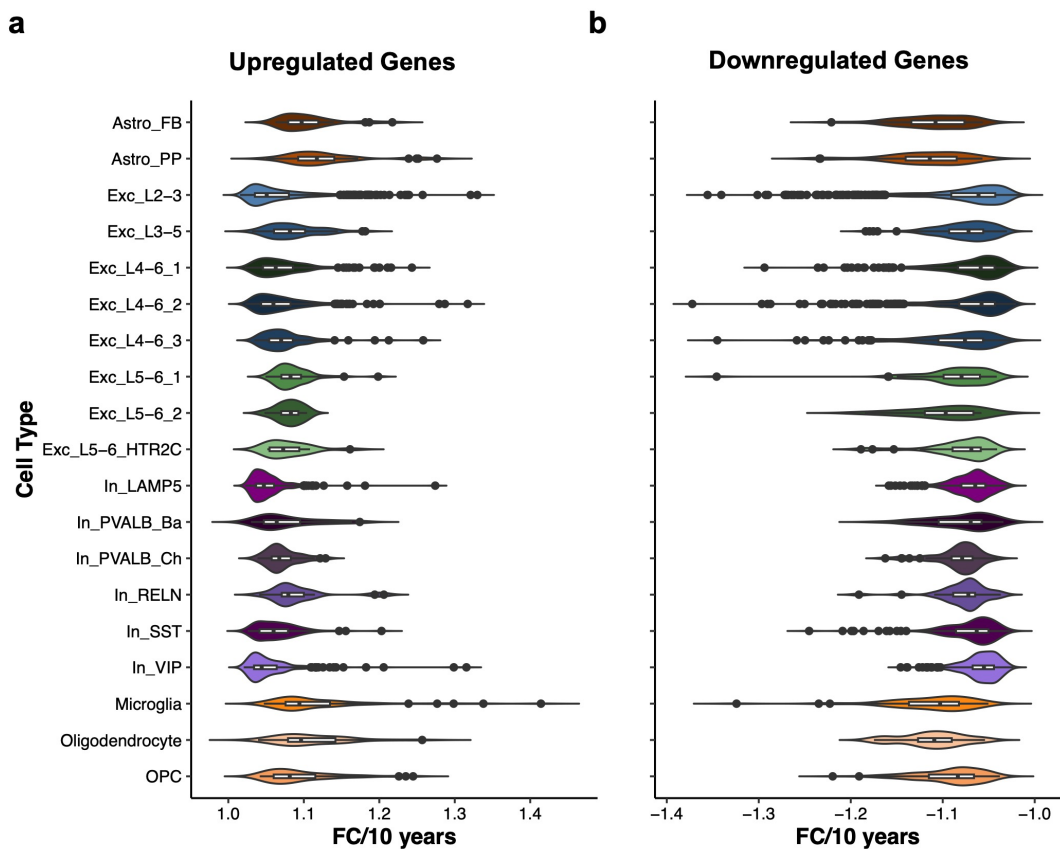 a
b
Upregulated Genes
Downregulated Genes
Cell Type
Astro_FB
Astro_PP
Exc_L2−3
Exc_L3−5
Exc_L4−6_1
Exc_L4−6_2
Exc_L4−6_3
Exc_L5−6_1
Exc_L5−6_2
Exc_L5−6_HTR2C
In_LAMP5
In_PVALB_Ba
In_PVALB_Ch
In_RELN
In_SST
In_VIP
Microglia
Oligodendrocyte
OPC
1.0 1.1 1.2 1.3 1.4
FC/10 years
−1.4 −1.3 −1.2 −1.1 −1.0
FC/10 years